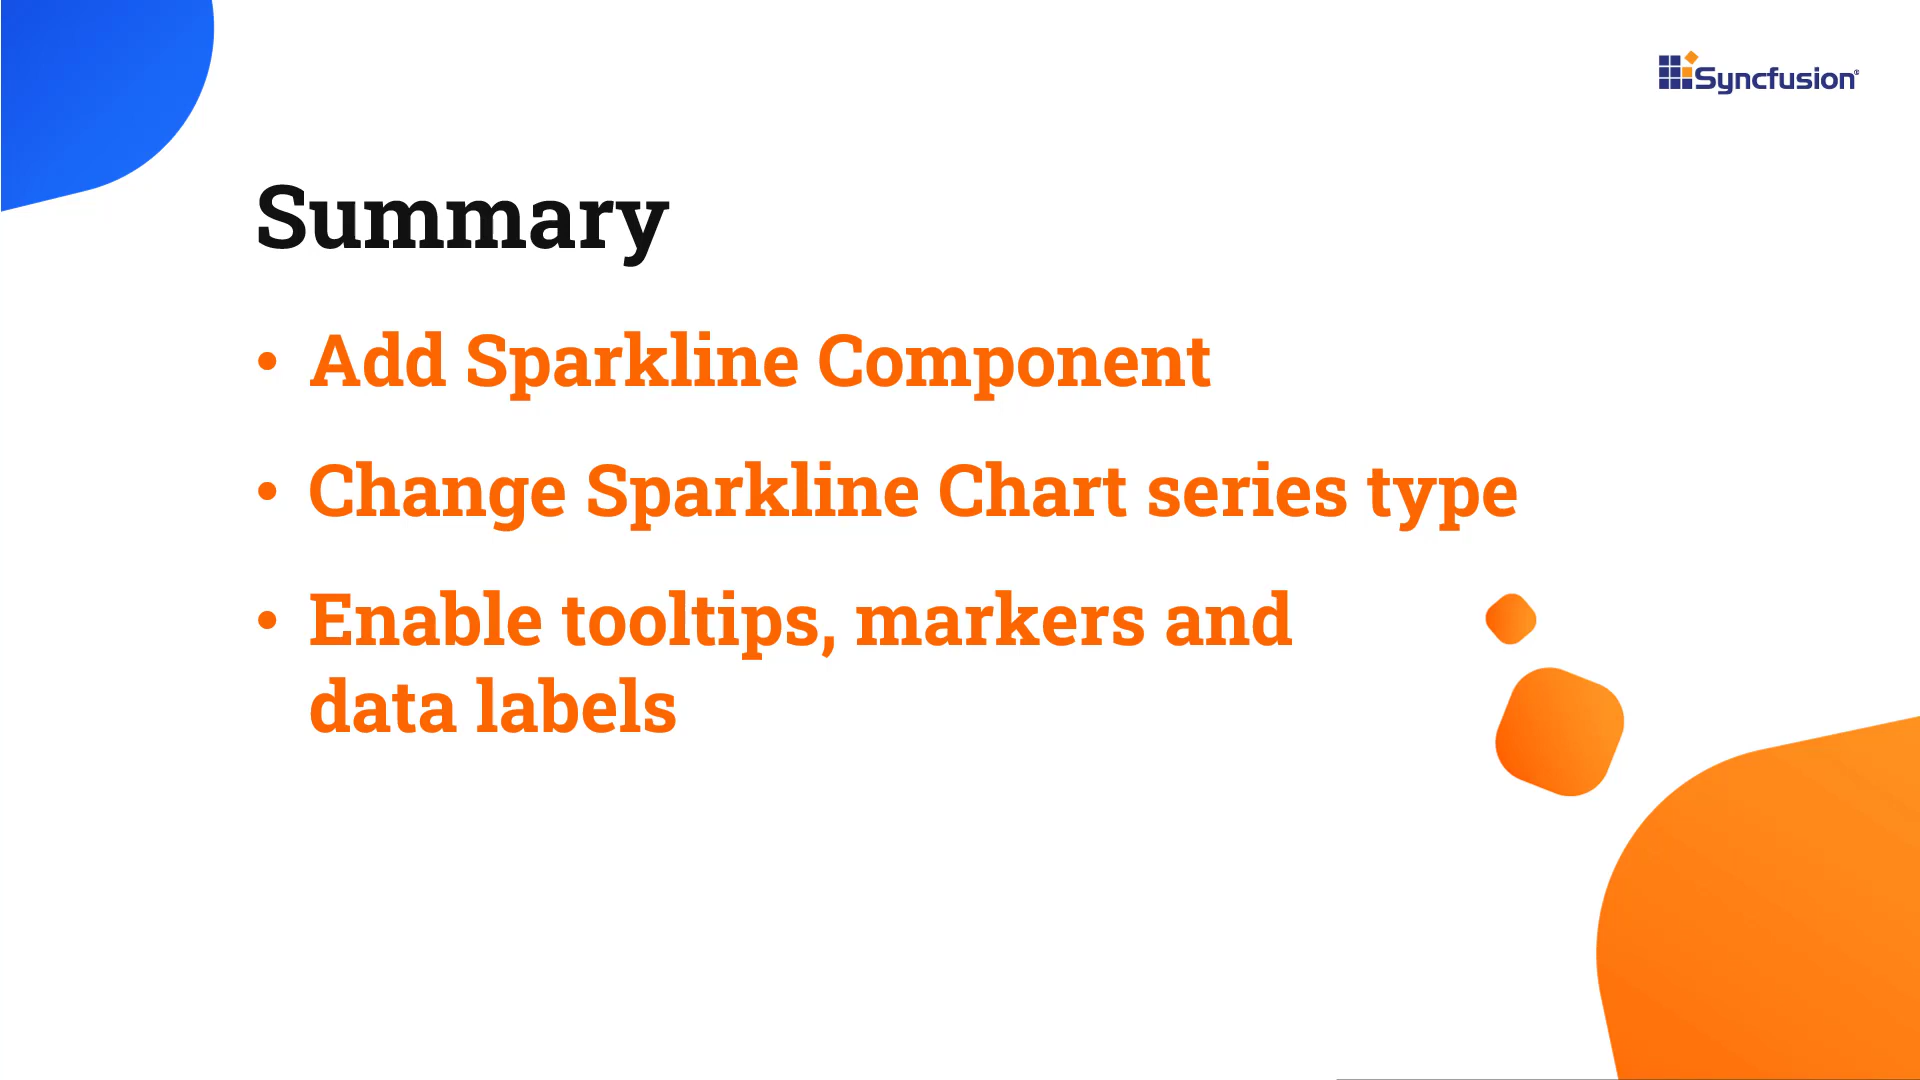 Syncfusion®
Summary
• Add Sparkline Component
• Change Sparkline Chart series type
• Enable tooltips, markers and
data labels